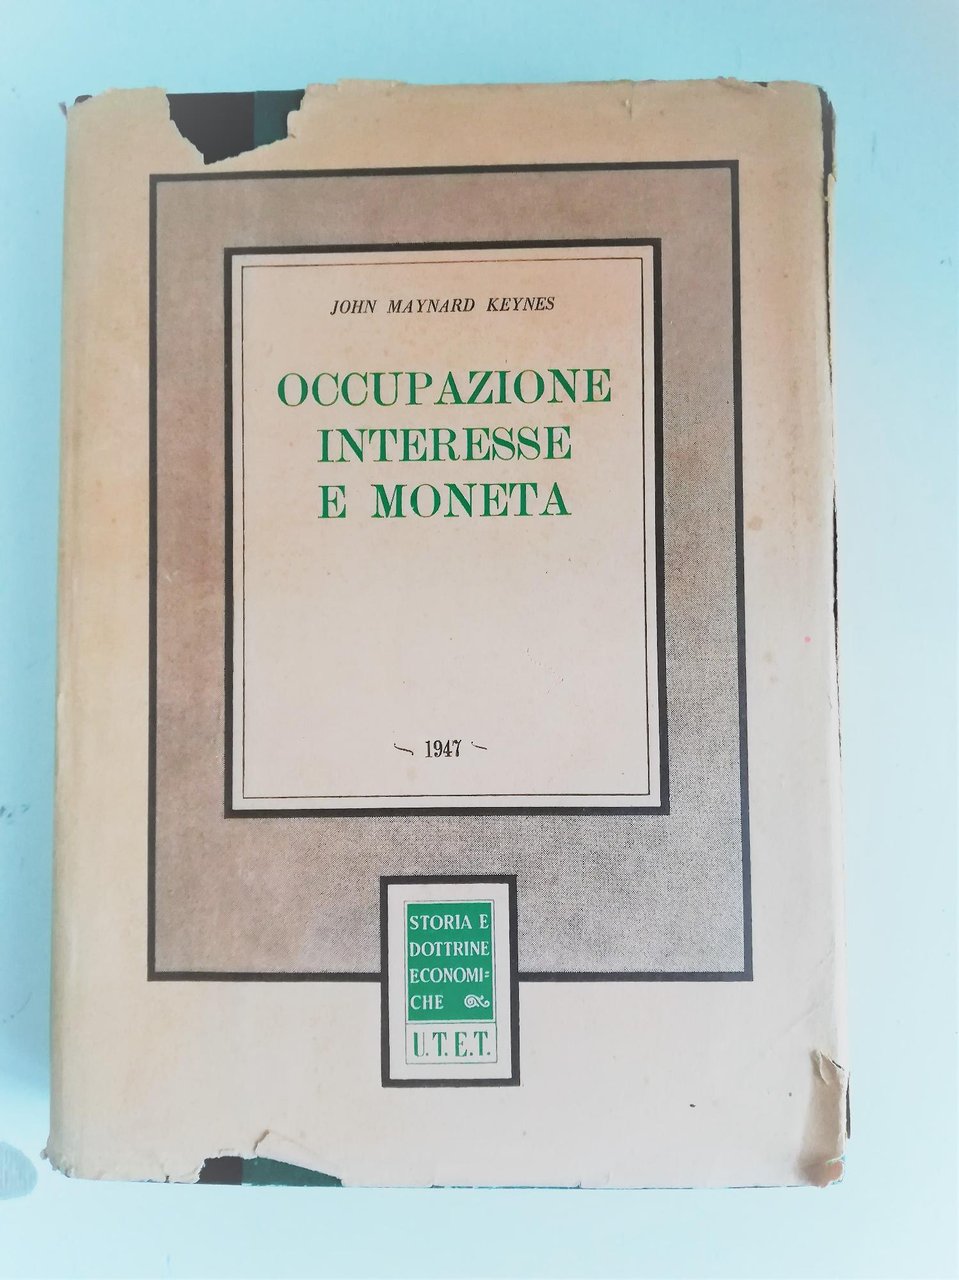 JOHN MAYNARD KEYNES
OCCUPAZIONE
INTERESSE
E MONETA
1947
STORIA E
DOTTRINE
ECONOMI=
CHE
U.T.E.T.